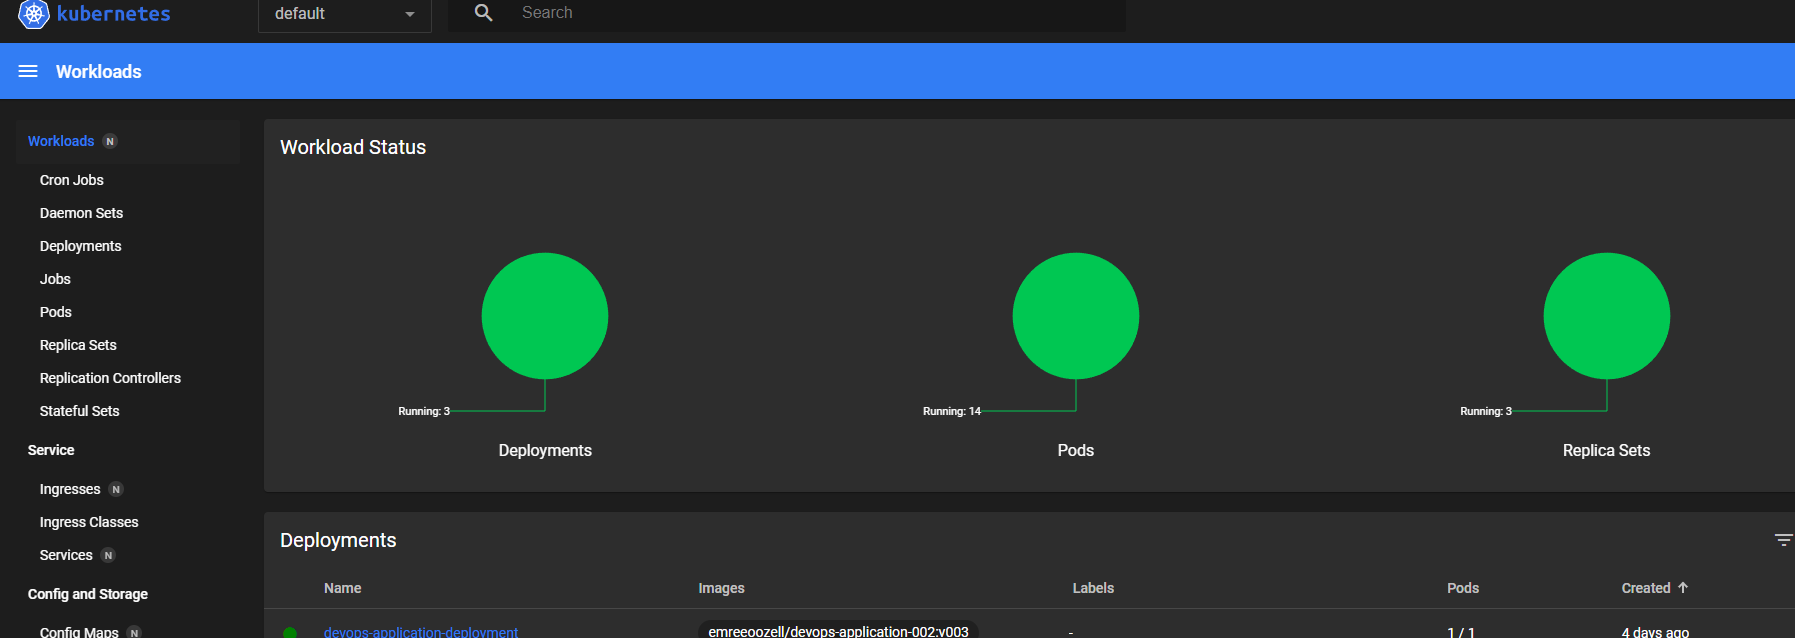 kubernetes
default
Search
Workloads
Workloads N
Cron Jobs
Daemon Sets
Deployments
Jobs
Pods
Replica Sets
Replication Controllers
Stateful Sets
Service
Ingresses N
Ingress Classes
Services N
Config and Storage
Config Maps N
Workload Status
Running: 3
Deployments
Running: 14
Pods
Running: 3
Replica Sets
Deployments
Name Images Labels Pods Created
devops-application-deployment emreeoozell/devops-application-002:v003 - 1 / 1 4 days ago